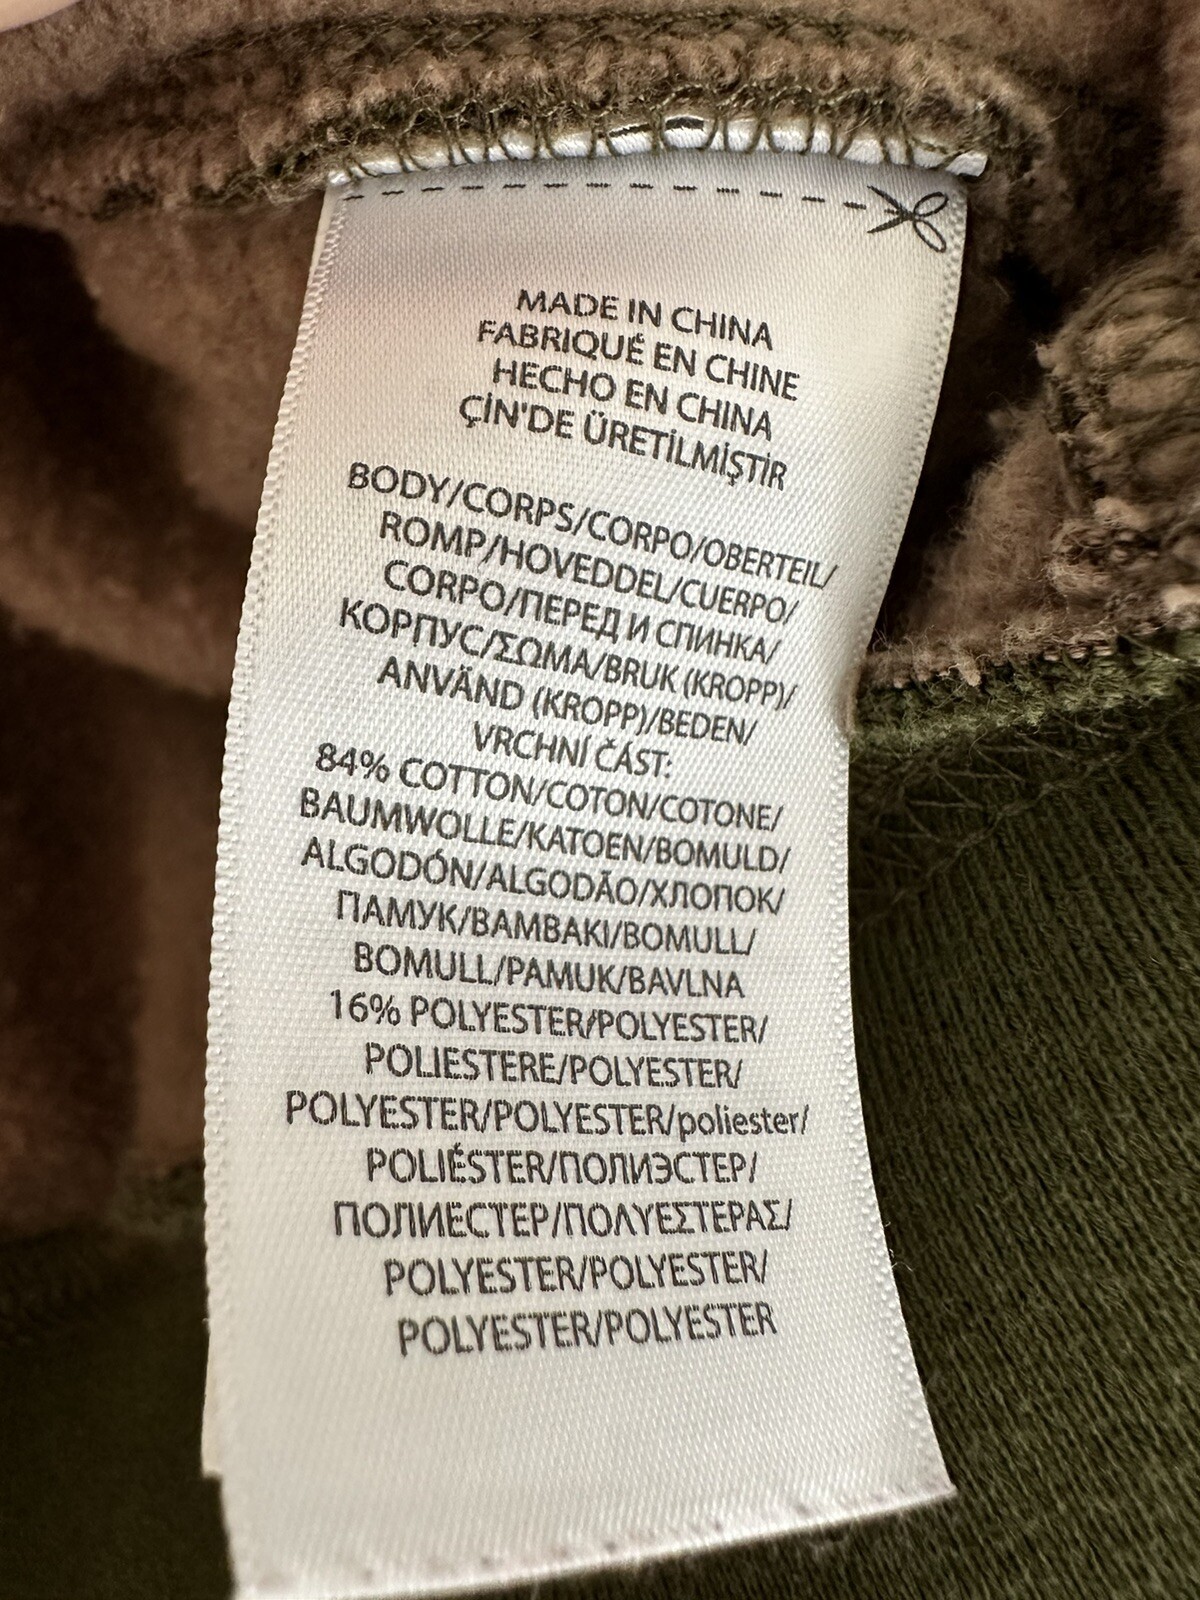 MADE IN CHINA
FABRIQUÉ EN CHINE
HECHO EN CHINA
ÇİN'DE ÜRETİLMİŞTİR
BODY/CORPS/CORPO/OBERTEIL/
ROMP/HOVEDDEL/CUERPO/
CORPO/ПЕРЕД И СПИНКА/
КОРПУС/ΣΩΜΑ/BRUK (KROPP)/
ANVÄND (KROPP)/BEDEN/
VRCHNÍ ČÁST:
84% COTTON/COTON/COTONE/
BAUMWOLLE/KATOEN/BOMULD/
ALGODÓN/ALGODÃO/ХЛОПОК/
ПАМУК/BAMBAKI/BOMULL/
BOMULL/PAMUK/BAVLNA
16% POLYESTER/POLYESTER/
POLIESTERE/POLYESTER/
POLYESTER/POLYESTER/poliester/
POLIÉSTER/ПОЛИЭСТЕР/
ПОЛИЕСТЕР/ΠΟΛΥΕΣΤΕΡΑΣ/
POLYESTER/POLYESTER/
POLYESTER/POLYESTER